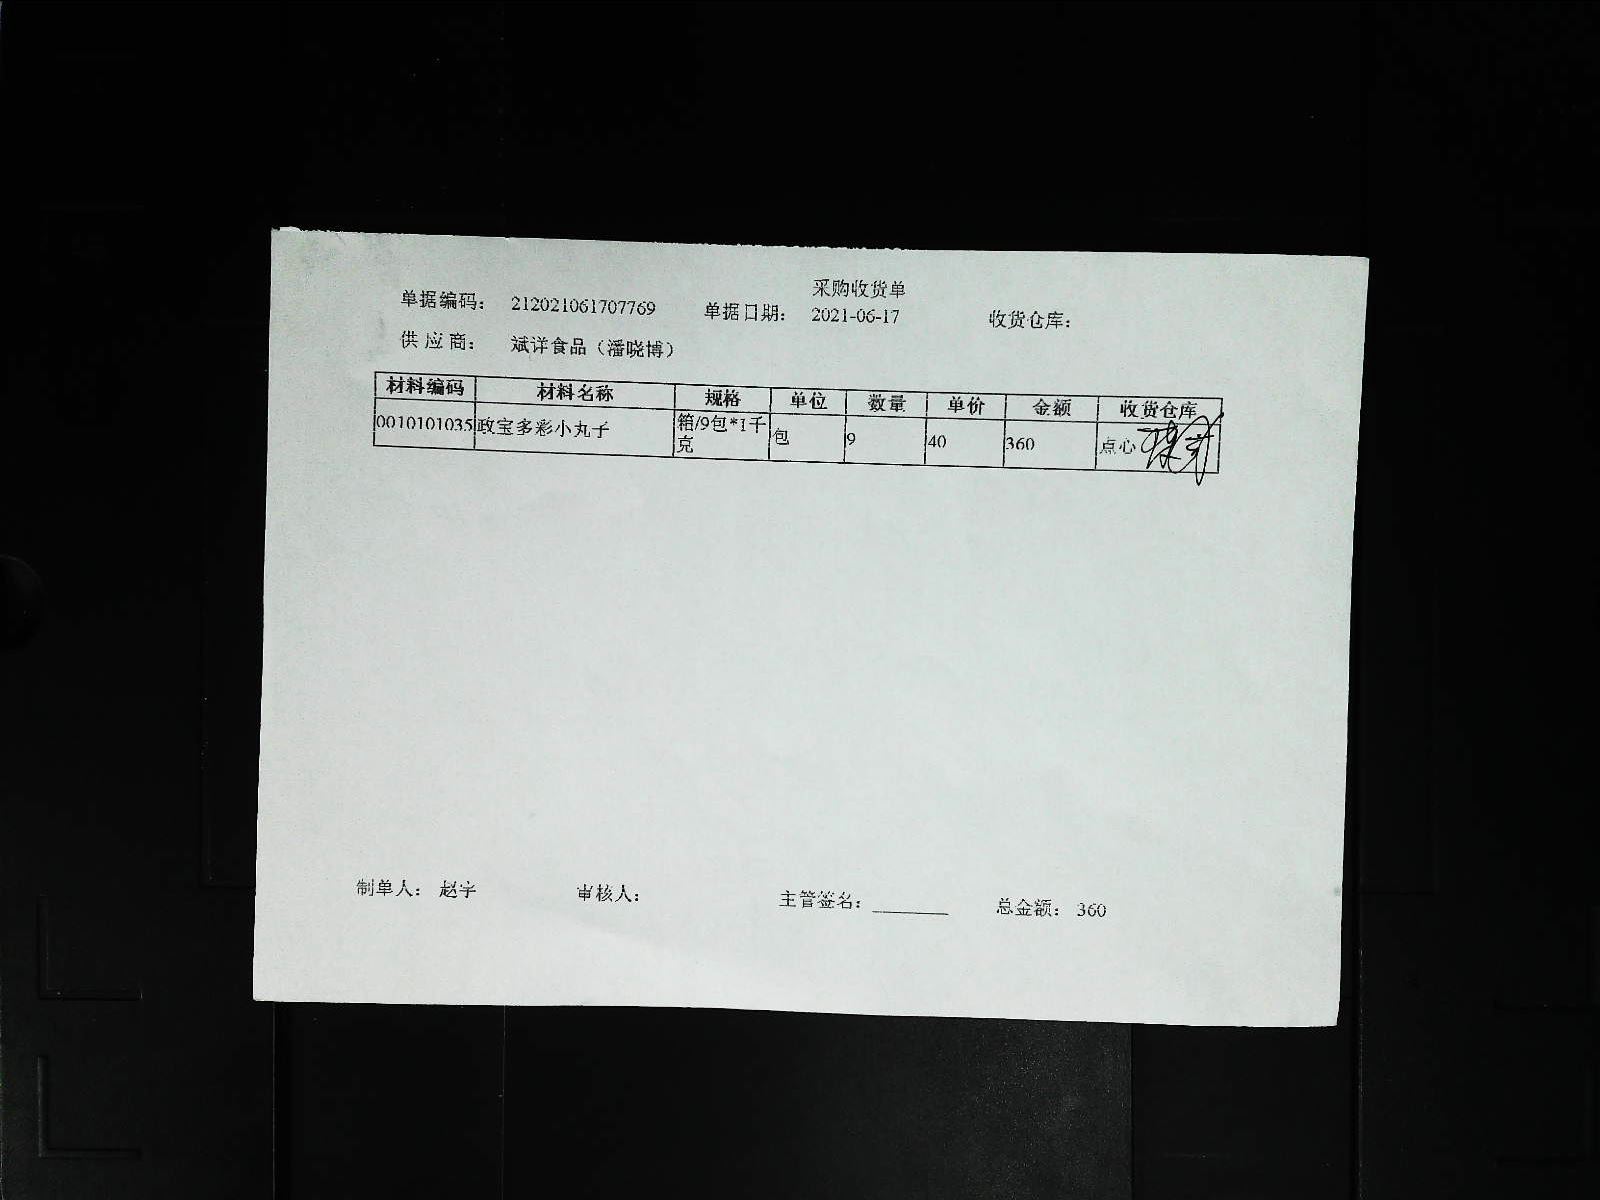 采购收货单
单据编码： 212021061707769 单据日期： 2021-06-17 收货仓库：
供应商： 斌详食品（潘晓博）
材料编码 材料名称 规格 单位 数量 单价 金额 收货仓库
0010101035 政宝多彩小丸子 箱/9包*1千克 包 9 40 360 点心
制单人： 赵宇 审核人： 主管签名：________ 总金额： 360